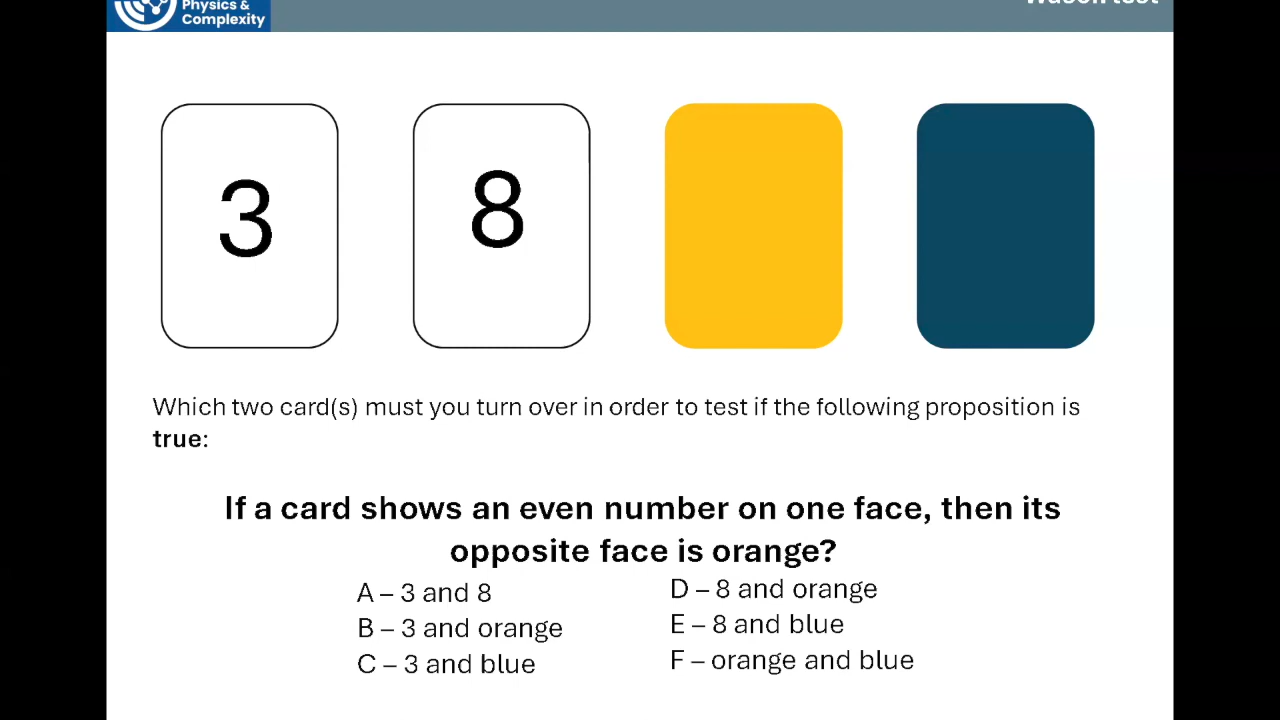 Physics &
Complexity
3
8
Which two card(s) must you turn over in order to test if the following proposition is
true:
If a card shows an even number on one face, then its
opposite face is orange?
A – 3 and 8
B – 3 and orange
C – 3 and blue
D – 8 and orange
E – 8 and blue
F – orange and blue